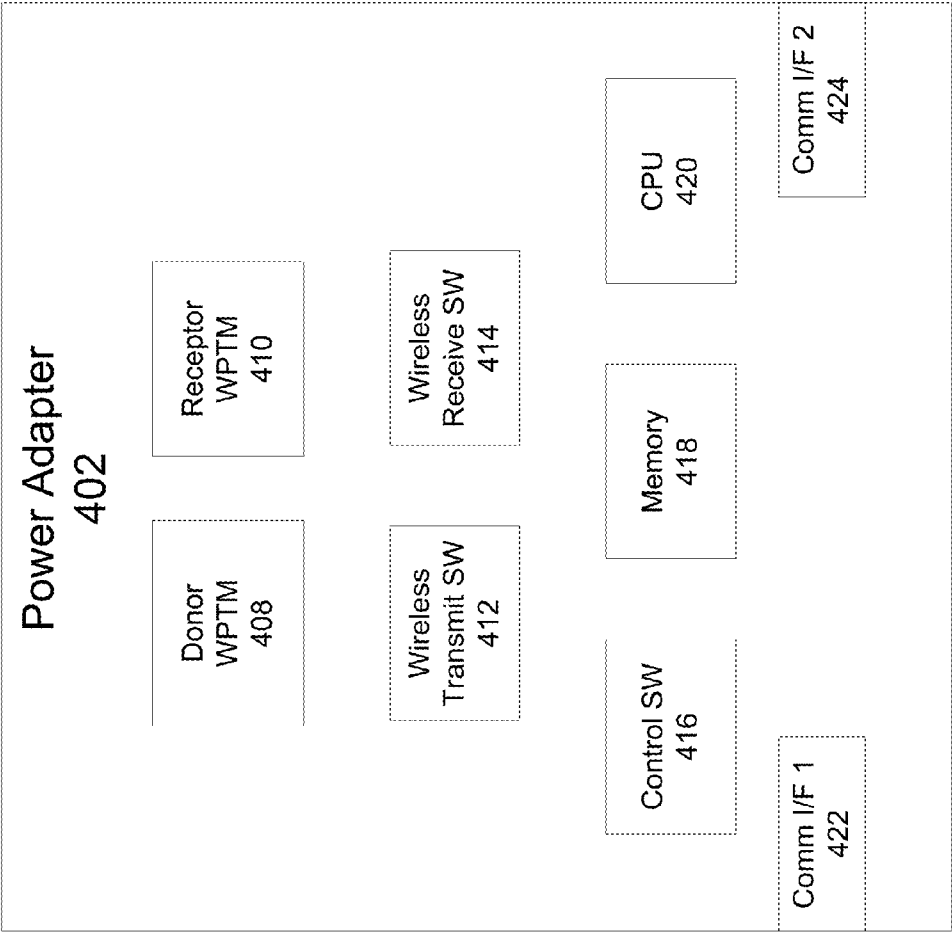 Power Adapter
402
Donor
WPTM
408
Receptor
WPTM
410
Wireless
Transmit SW
412
Wireless
Receive SW
414
Control SW
416
Memory
418
CPU
420
Comm I/F 1
422
Comm I/F 2
424